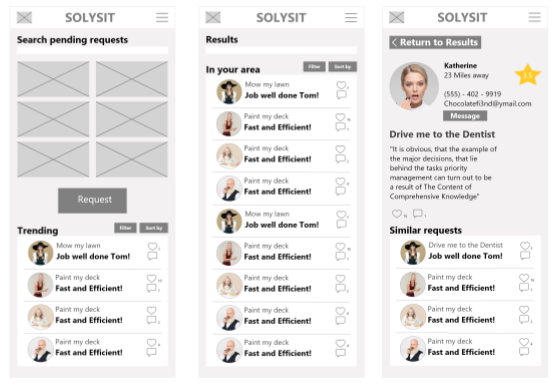 SOLYSIT
Search pending requests
Request
Trending
Filter
Sort by
Mow my lawn
Job well done Tom!
Paint my deck
Fast and Efficient!
Paint my deck
Fast and Efficient!
Paint my deck
Fast and Efficient!
SOLYSIT
Results
In your area
Filter
Sort by
Mow my lawn
Job well done Tom!
Paint my deck
Fast and Efficient!
Paint my deck
Fast and Efficient!
Paint my deck
Fast and Efficient!
Mow my lawn
Job well done Tom!
Paint my deck
Fast and Efficient!
Paint my deck
Fast and Efficient!
Paint my deck
Fast and Efficient!
SOLYSIT
Return to Results
Katherine
23 Miles away
(555) - 402 - 9919
Chocolatefi3nd@ymail.com
Message
Drive me to the Dentist
"It is obvious, that the example of
the major decisions, that lie
behind the tasks priority
management can turn out to be
a result of The Content of
Comprehensive Knowledge"
Similar requests
Drive me to the Dentist
Job well done Tom!
Paint my deck
Fast and Efficient!
Paint my deck
Fast and Efficient!
Paint my deck
Fast and Efficient!